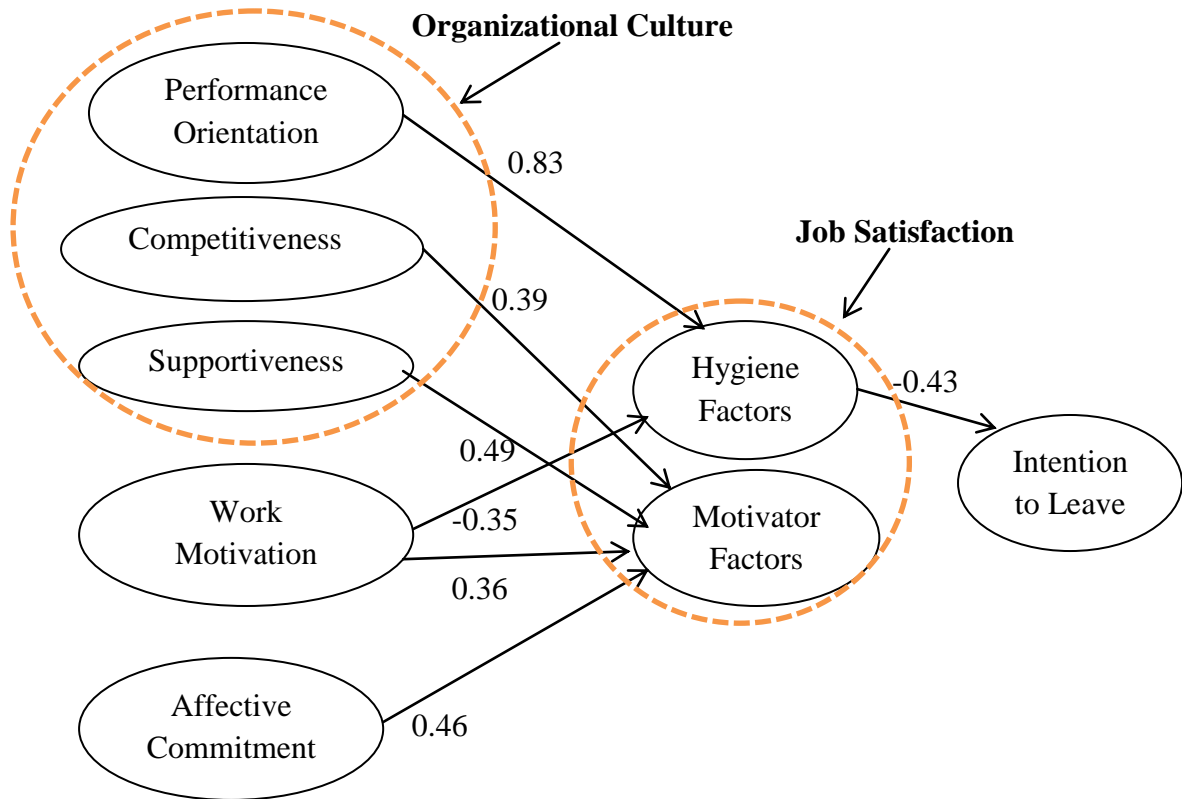 Organizational Culture
Performance
Orientation
0.83
Competitiveness
Job Satisfaction
0.39
Supportiveness
Hygiene
Factors
-0.43
0.49
Intention
to Leave
Work
Motivation
-0.35
Motivator
Factors
0.36
Affective
Commitment
0.46